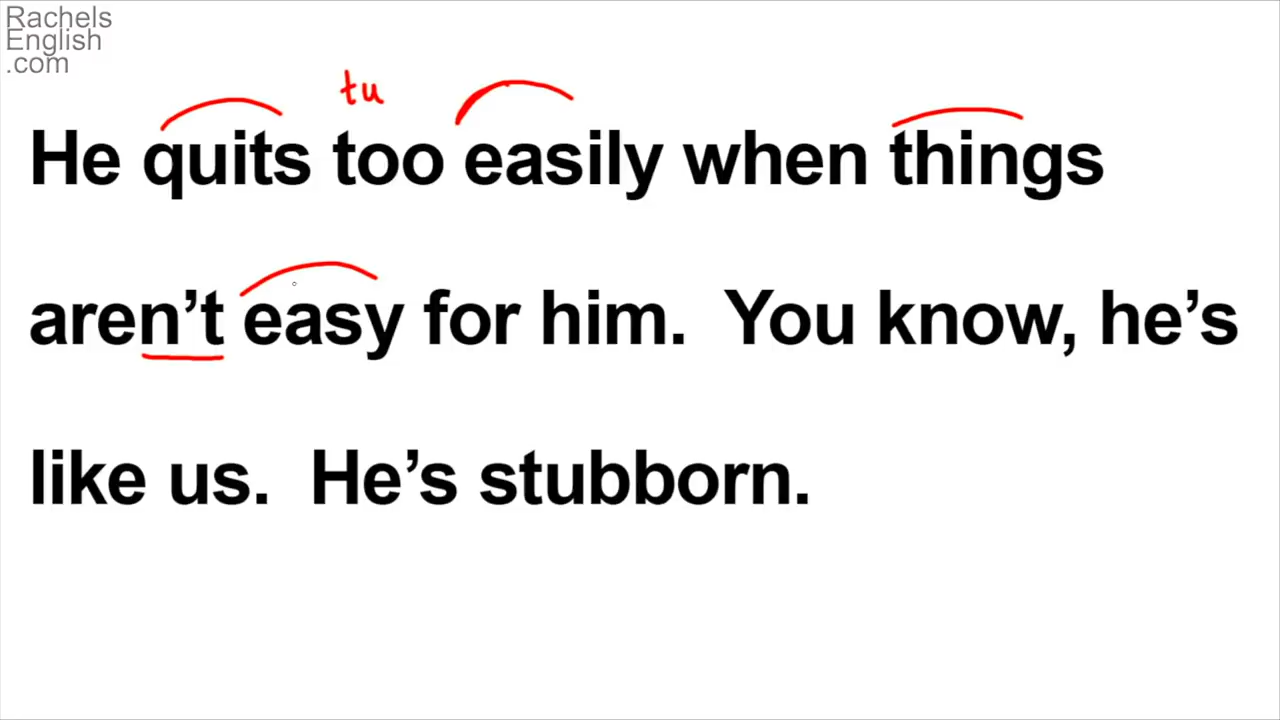 Rachels
English
.com
tu
He quits too easily when things
aren’t easy for him.  You know, he’s
like us.  He’s stubborn.